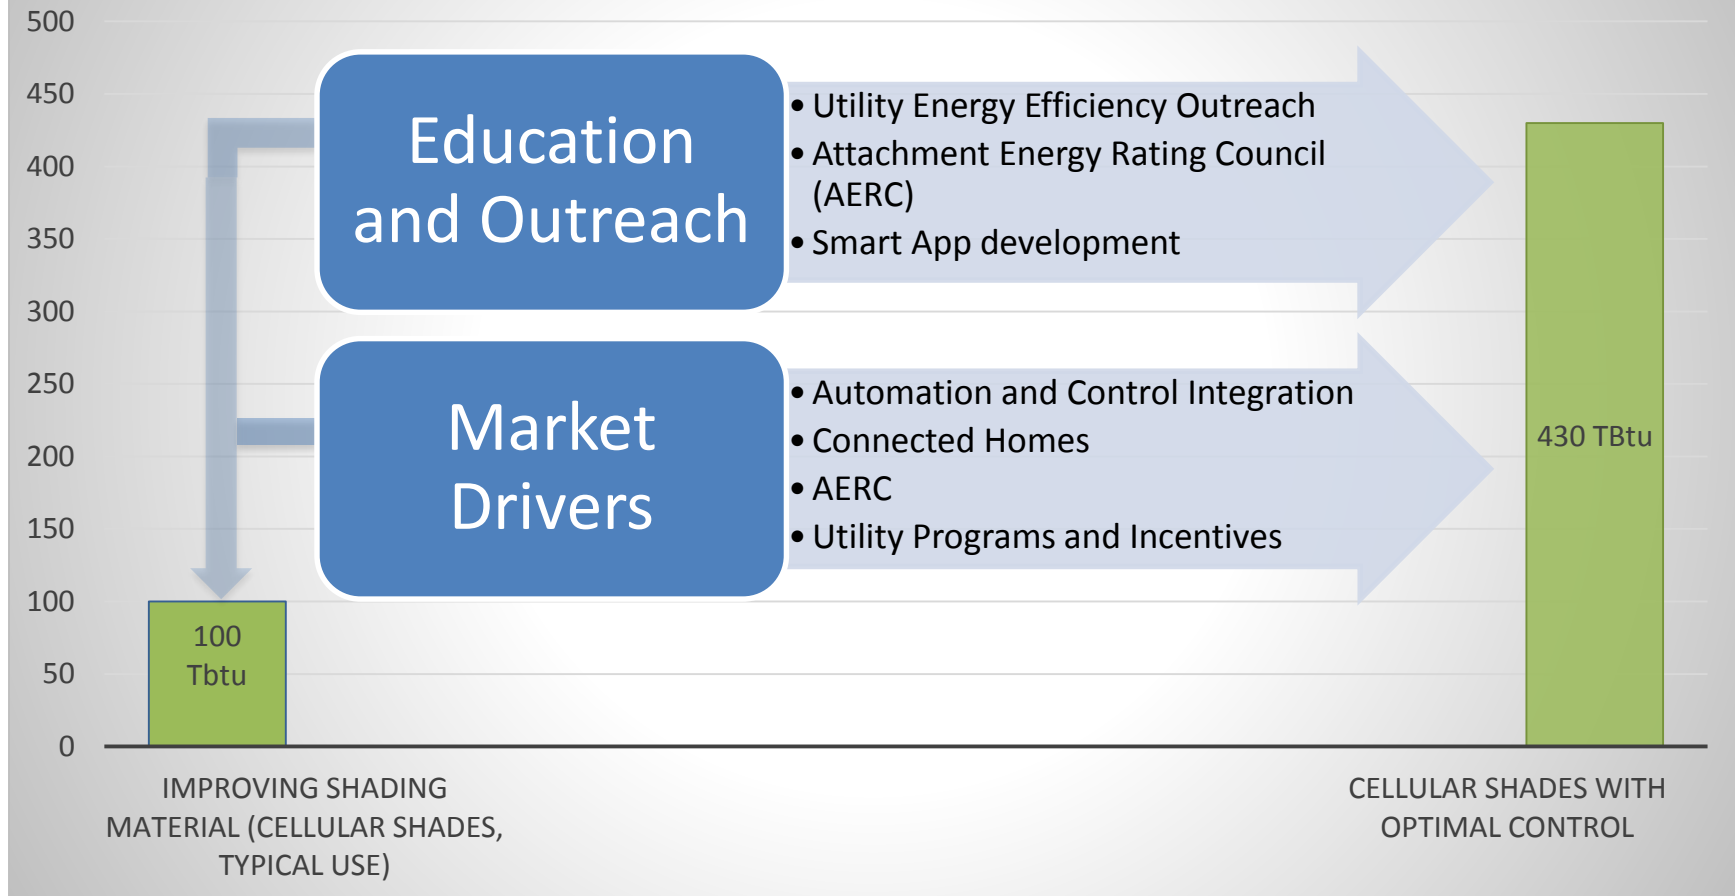 500
450
400
350
300
250
200
150
100
50
0
Education
and Outreach
• Utility Energy Efficiency Outreach
• Attachment Energy Rating Council
(AERC)
• Smart App development
Market
Drivers
• Automation and Control Integration
• Connected Homes
• AERC
• Utility Programs and Incentives
100
Tbtu
430 TBtu
IMPROVING SHADING
MATERIAL (CELLULAR SHADES,
TYPICAL USE)
CELLULAR SHADES WITH
OPTIMAL CONTROL